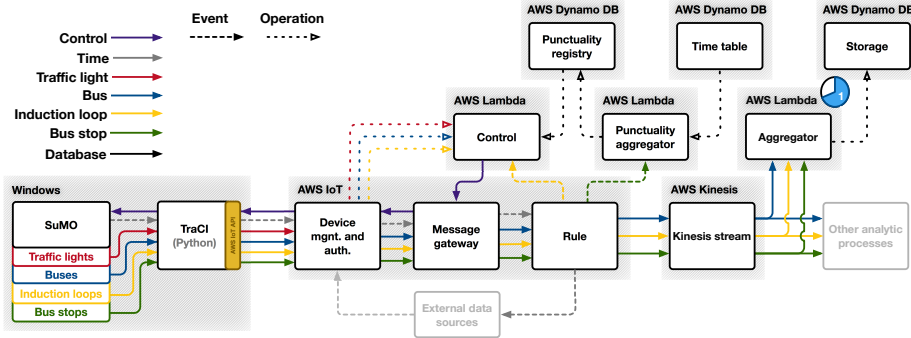 Event
Operation
Control
Time
Traffic light
Bus
Induction loop
Bus stop
Database
AWS Dynamo DB
Punctuality
registry
AWS Dynamo DB
Time table
AWS Dynamo DB
Storage
1
AWS Lambda
Control
AWS Lambda
Punctuality
aggregator
AWS Lambda
Aggregator
Windows
SuMO
Traffic lights
Buses
Induction loops
Bus stops
TraCI
(Python)
AWS IoT API
AWS IoT
Device
mgnt. and
auth.
Message
gateway
Rule
AWS Kinesis
Kinesis stream
Other analytic
processes
External data
sources